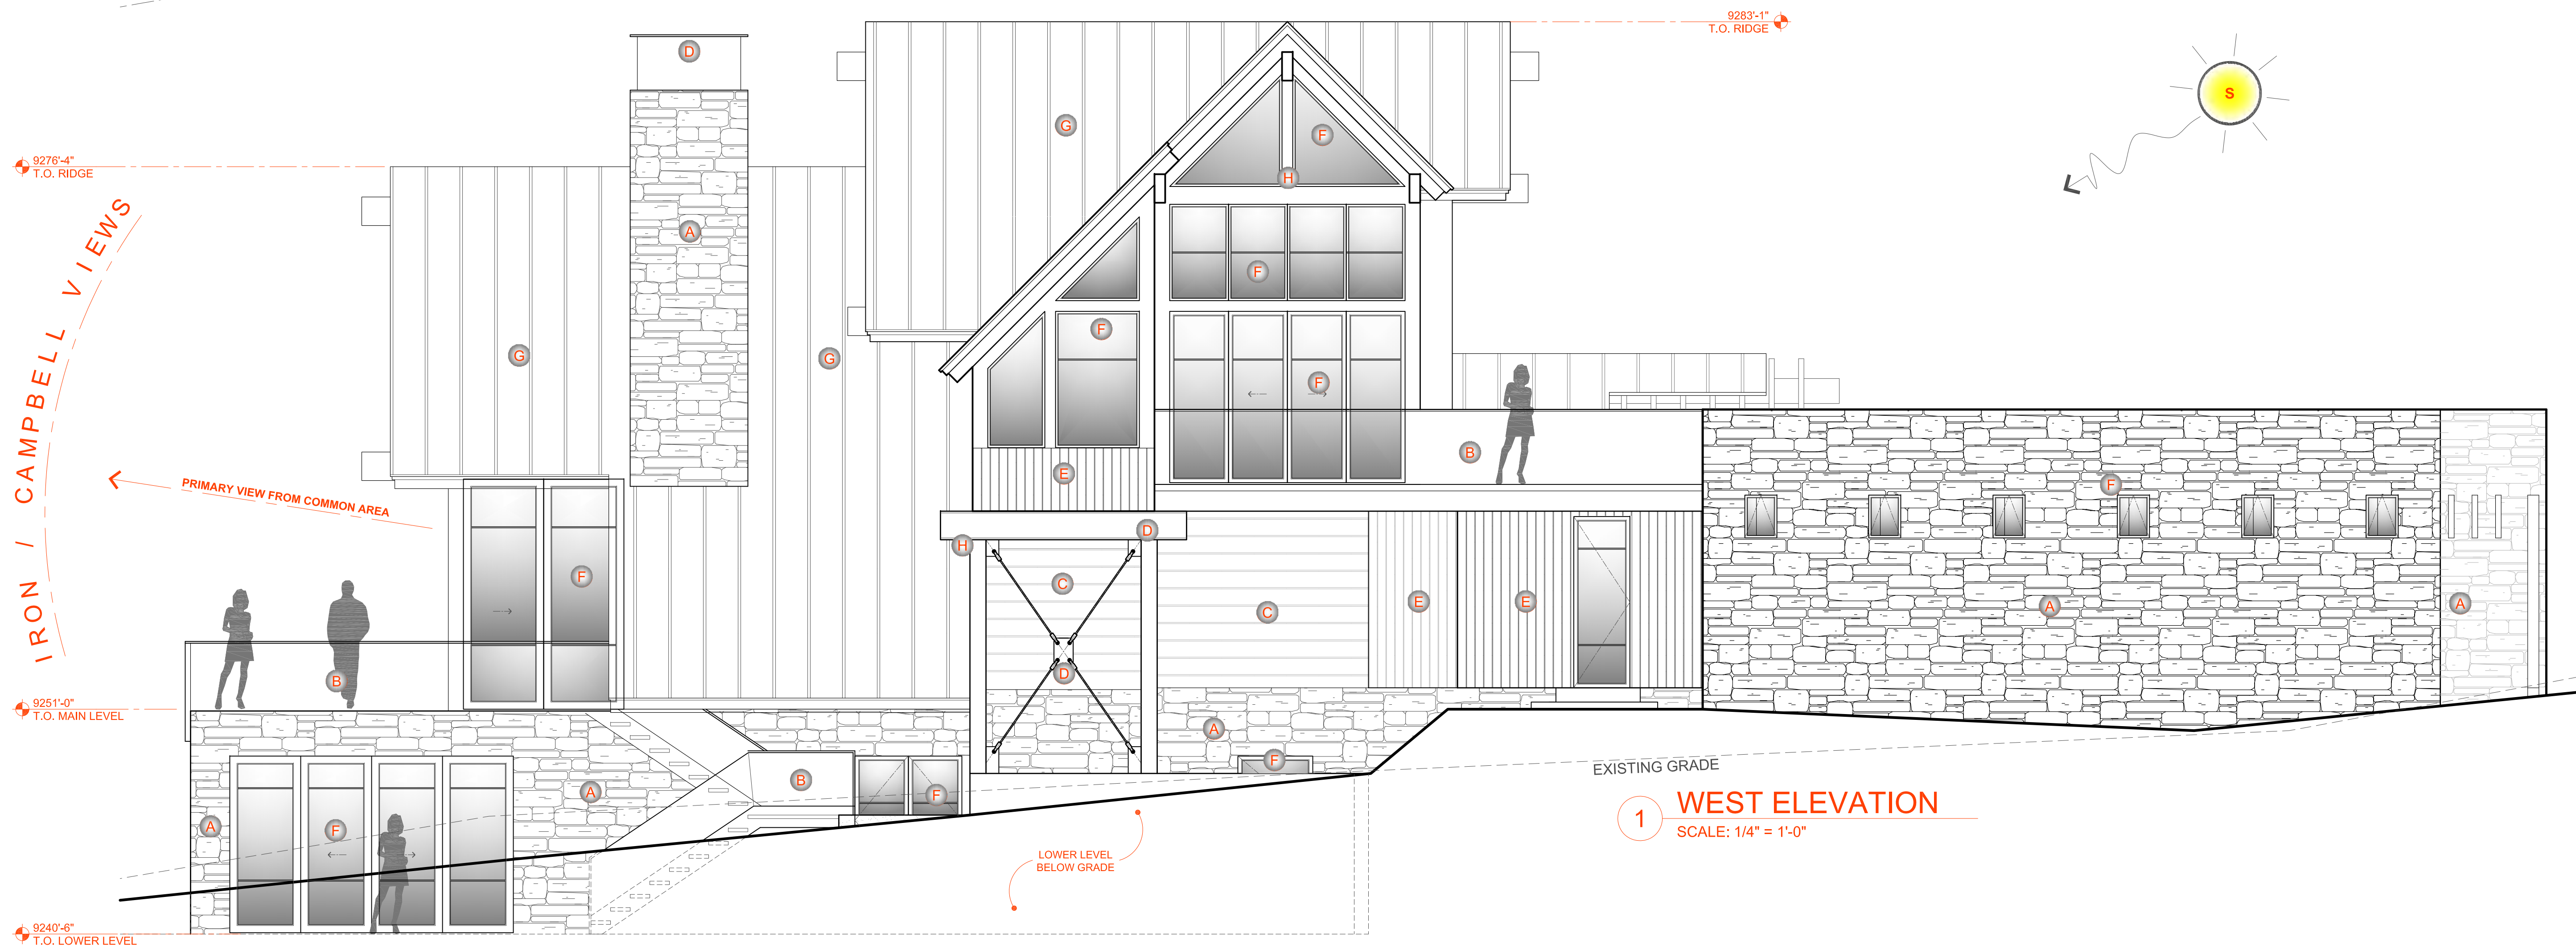 9283'-1"
T.O. RIDGE
D
S
G
F
9276'-4"
T.O. RIDGE
H
IRON / CAMPBELL VIEWS
A
F
F
G
G
F
B
E
PRIMARY VIEW FROM COMMON AREA
F
D
H
F
C
E
E
A
A
C
D
B
9251'-0"
T.O. MAIN LEVEL
A
F
EXISTING GRADE
B
A
F
1
WEST ELEVATION
SCALE: 1/4" = 1'-0"
A
F
LOWER LEVEL
BELOW GRADE
9240'-6"
T.O. LOWER LEVEL